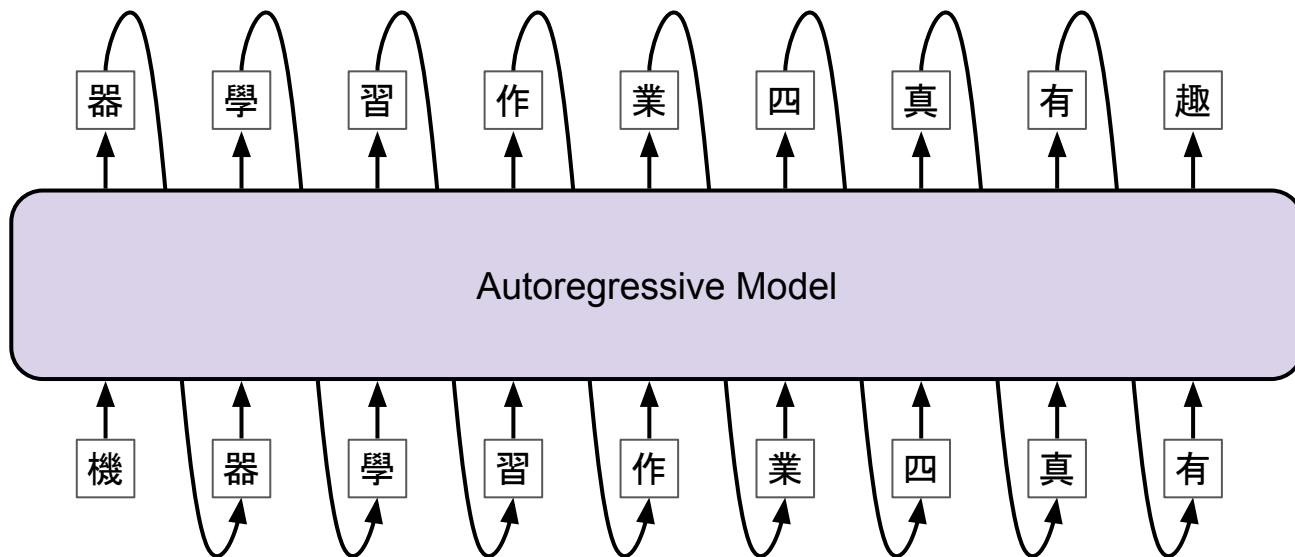 器 學 習 作 業 四 真 有 趣
Autoregressive Model
機 器 學 習 作 業 四 真 有